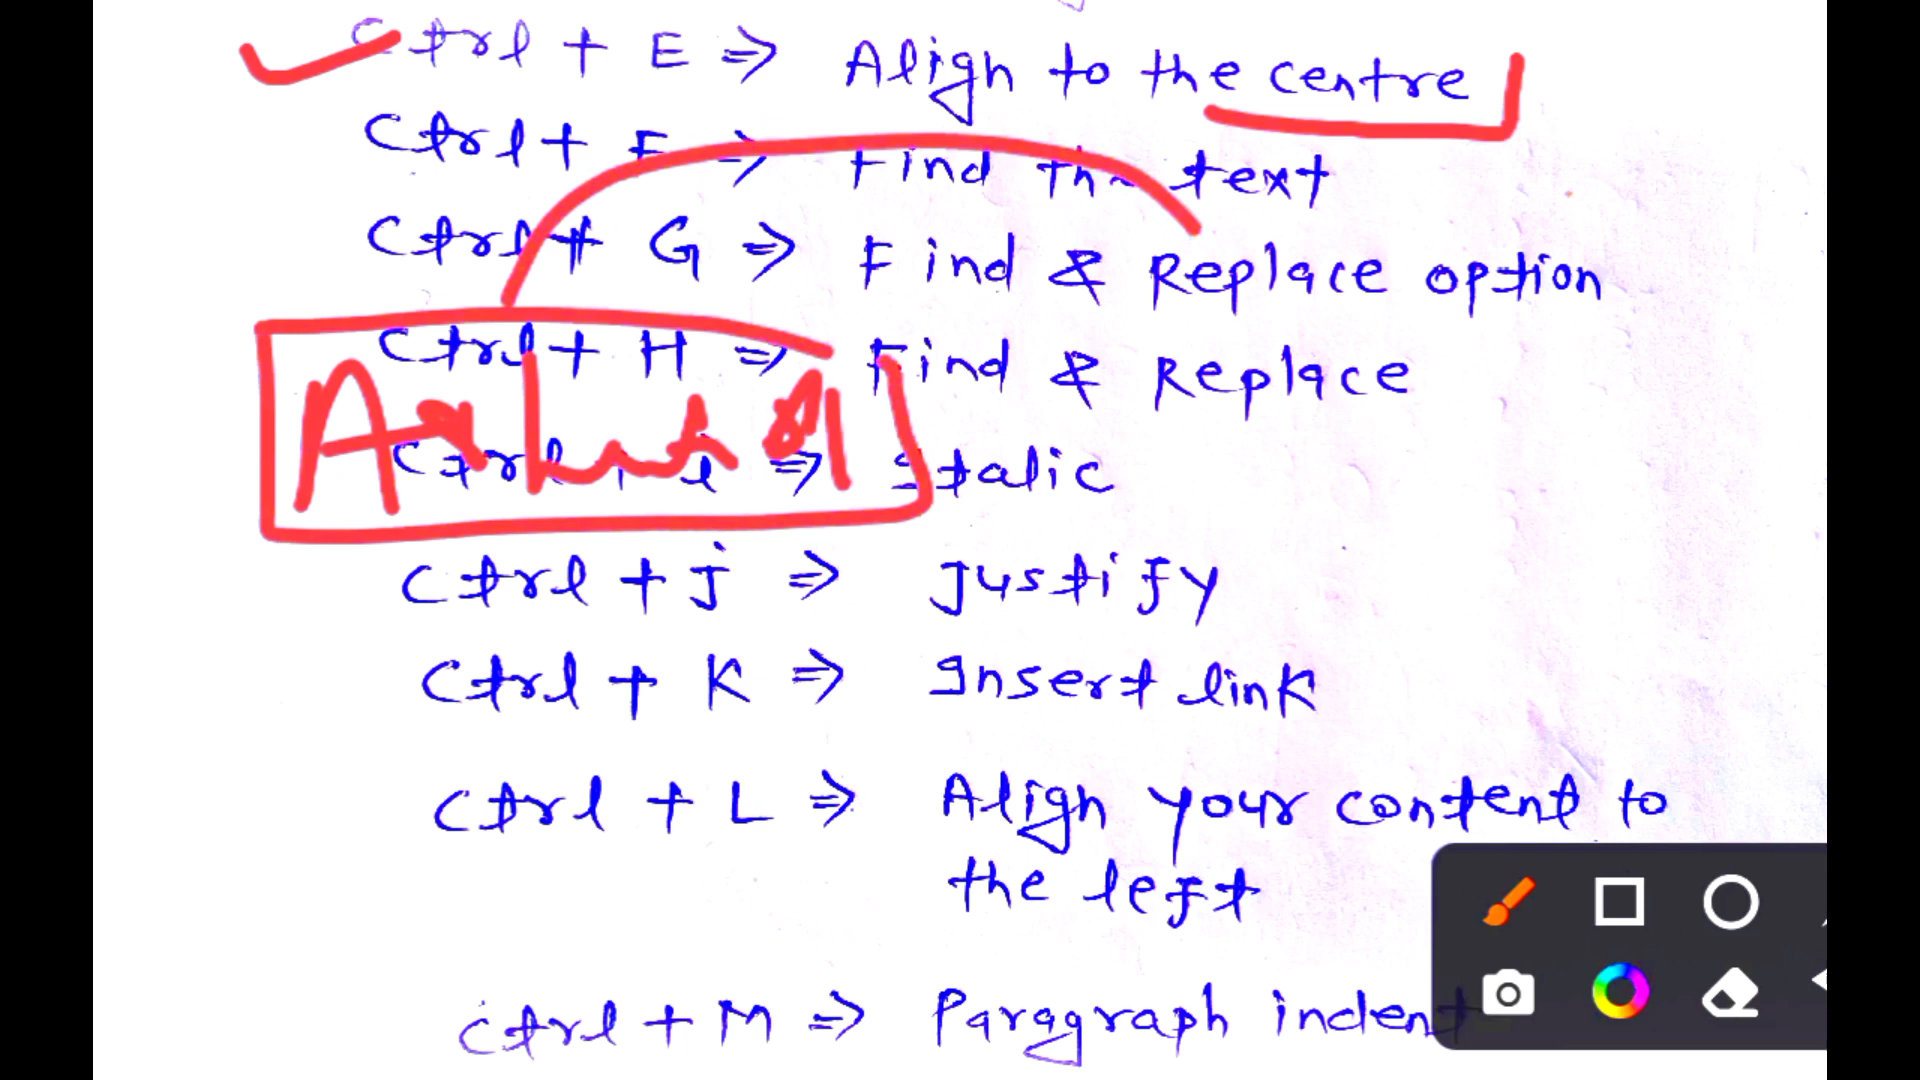 Ctrl + E ⇒ Align to the centre
Ctrl + F ⇒ Find the text
Ctrl + G ⇒ Find & Replace option
Ctrl + H ⇒ Find & Replace
Ctrl + I ⇒ Italic
Ctrl + j ⇒ Justify
Ctrl + K ⇒ Insert link
Ctrl + L ⇒ Align your content to
the left
Ctrl + M ⇒ Paragraph indent